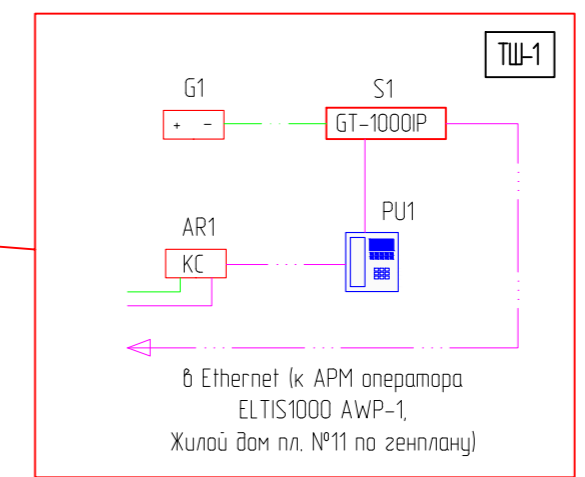 ТШ-1
G1
S1
+ -
GT-1000IP
PU1
AR1
КС
в Ethernet (к АРМ оператора
ELTIS1000 AWP-1,
Жилой дом пл. №11 по генплану)